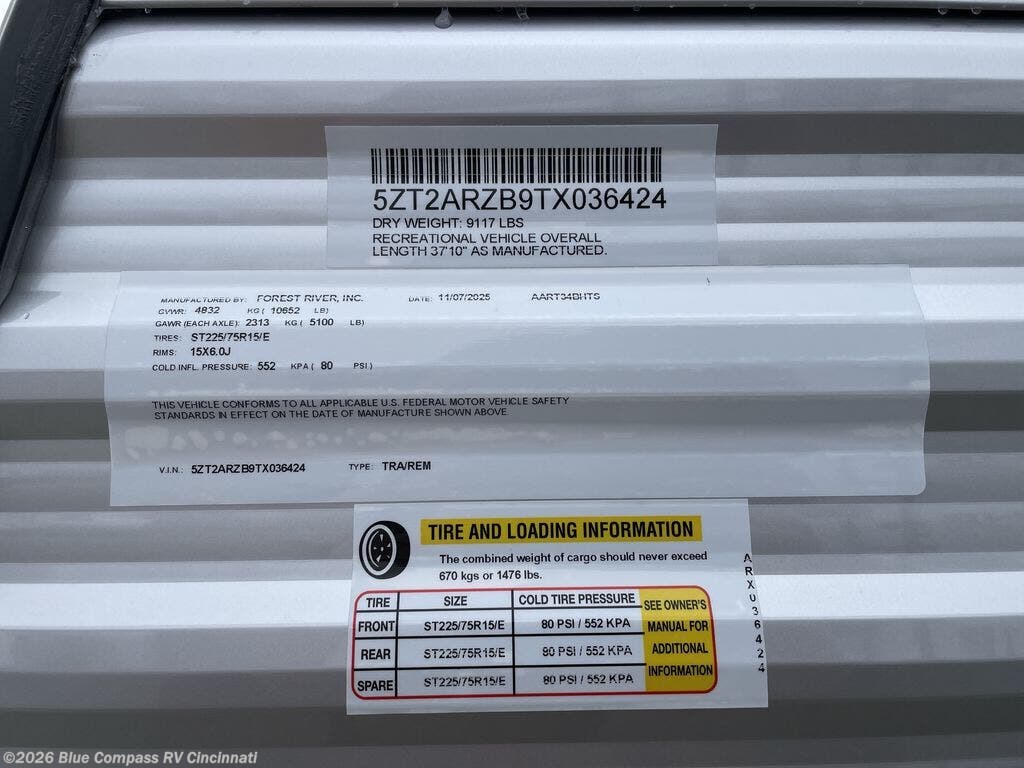 5ZT2ARZB9TX036424
DRY WEIGHT: 9117 LBS
RECREATIONAL VEHICLE OVERALL
LENGTH 37'10" AS MANUFACTURED.
MANUFACTURED BY: FOREST RIVER, INC. DATE: 11/07/2025 AART34BHTS
GVWR: 4832 KG ( 10652 LB)
GAWR (EACH AXLE): 2313 KG ( 5100 LB)
TIRES: ST225/75R15/E
RIMS: 15X6.0J
COLD INFL. PRESSURE: 552 KPA ( 80 PSI )
THIS VEHICLE CONFORMS TO ALL APPLICABLE U.S. FEDERAL MOTOR VEHICLE SAFETY
STANDARDS IN EFFECT ON THE DATE OF MANUFACTURE SHOWN ABOVE.
V.I.N.: 5ZT2ARZB9TX036424 TYPE: TRA/REM
TIRE AND LOADING INFORMATION
The combined weight of cargo should never exceed
670 kgs or 1476 lbs.
TIRE SIZE COLD TIRE PRESSURE
FRONT ST225/75R15/E 80 PSI / 552 KPA
REAR ST225/75R15/E 80 PSI / 552 KPA
SPARE ST225/75R15/E 80 PSI / 552 KPA
SEE OWNER'S
MANUAL FOR
ADDITIONAL
INFORMATION
ARX036424
©2026 Blue Compass RV Cincinnati